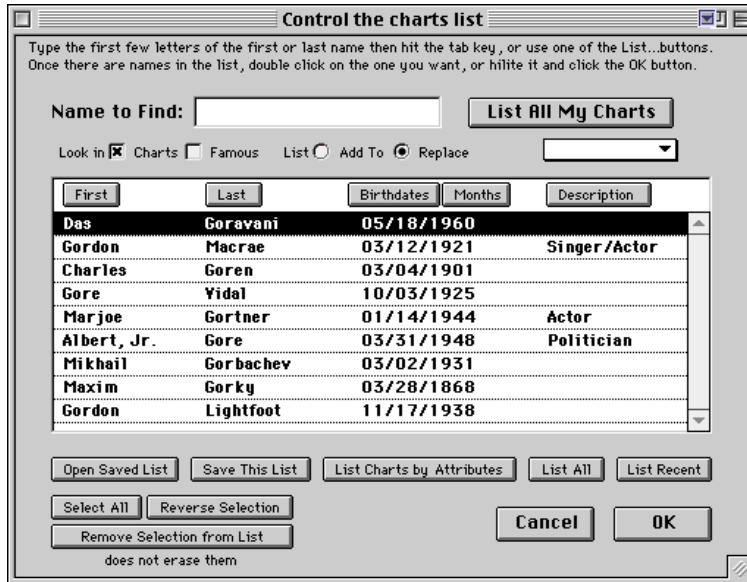 Control the charts list
Type the first few letters of the first or last name then hit the tab key, or use one of the List...buttons.
Once there are names in the list, double click on the one you want, or hilite it and click the OK button.
Name to Find: List All My Charts
Look in Charts Famous List Add To Replace
First Last Birthdates Months Description
Das Goravani 05/18/1960
Gordon Macrae 03/12/1921 Singer/Actor
Charles Goren 03/04/1901
Gore Vidal 10/03/1925
Marjoe Gortner 01/14/1944 Actor
Albert, Jr. Gore 03/31/1948 Politician
Mikhail Gorbachev 03/02/1931
Maxim Gorky 03/28/1868
Gordon Lightfoot 11/17/1938
Open Saved List Save This List List Charts by Attributes List All List Recent
Select All Reverse Selection
Remove Selection from List Cancel OK
does not erase them